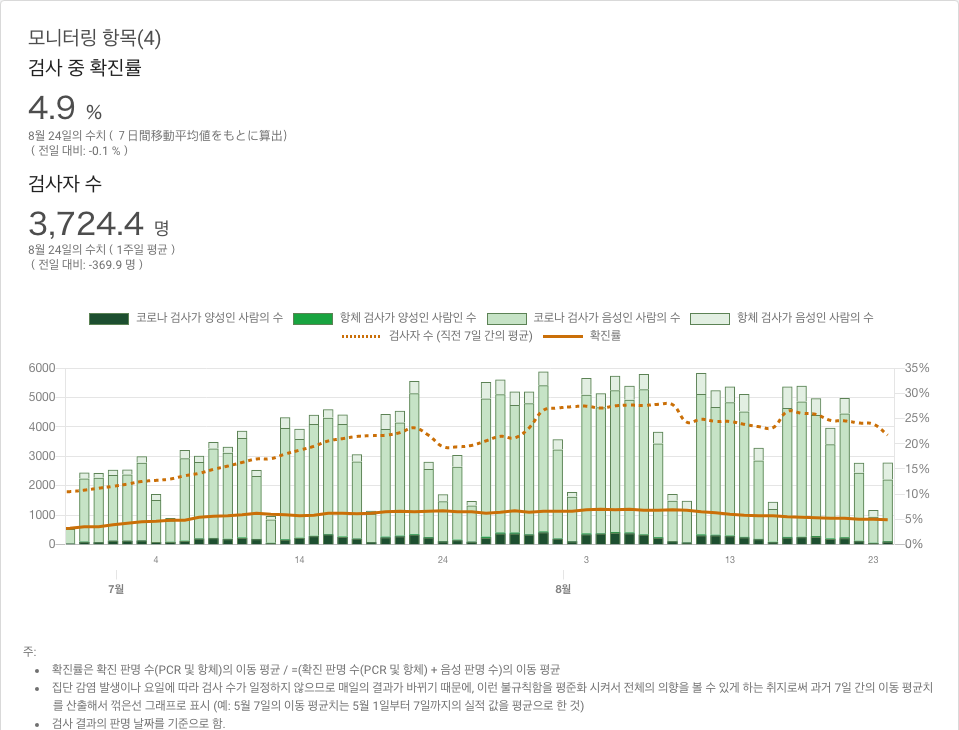 모니터링 항목(4)
검사 중 확진률
4.9 %
8월 24일의 수치 ( 7日間移動平均値をもとに算出)
( 전일 대비: -0.1 % )
검사자 수
3,724.4 명
8월 24일의 수치 ( 1주일 평균 )
( 전일 대비: -369.9 명 )
코로나 검사가 양성인 사람의 수 항체 검사가 양성인 사람인 수 코로나 검사가 음성인 사람의 수 항체 검사가 음성인 사람의 수
검사자 수 (직전 7일 간의 평균) 확진률
6000 35%
5000 30%
4000 25%
3000 20%
2000 15%
1000 10%
0 5%
0%
4 14 24 3 13 23
7월 8월
주:
확진률은 확진 판명 수(PCR 및 항체)의 이동 평균 / =(확진 판명 수(PCR 및 항체) + 음성 판명 수)의 이동 평균
집단 감염 발생이나 요일에 따라 검사 수가 일정하지 않으므로 매일의 결과가 바뀌기 때문에, 이런 불규칙함을 평준화 시켜서 전체의 의향을 볼 수 있게 하는 취지로써 과거 7일 간의 이동 평균치
를 산출해서 꺾은선 그래프로 표시 (예: 5월 7일의 이동 평균치는 5월 1일부터 7일까지의 실적 값을 평균으로 한 것)
검사 결과의 판명 날짜를 기준으로 함.